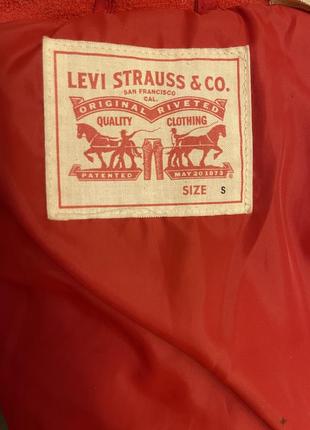 LEVI STRAUSS & CO.
SAN FRANCISCO
CAL.
ORIGINAL RIVETED
QUALITY CLOTHING
PATENTED MAY 20 1873
SIZE S